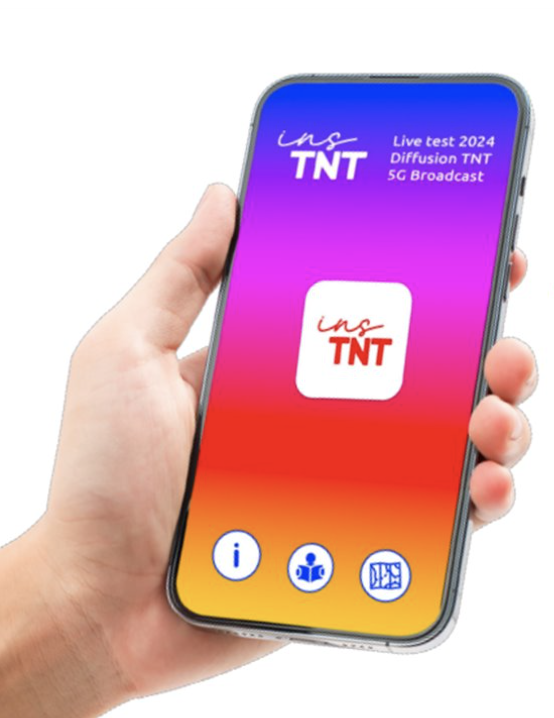 ins
TNT
Live test 2024
Diffusion TNT
5G Broadcast
ins
TNT
i